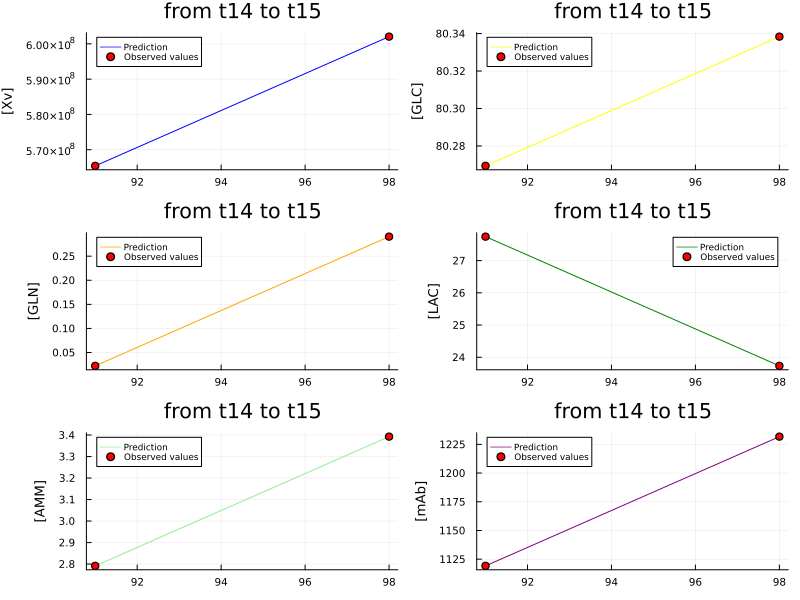 from t14 to t15
[Xv]
6.00×10⁸
5.90×10⁸
5.80×10⁸
5.70×10⁸
Prediction
Observed values
92 94 96 98
from t14 to t15
[GLC]
80.34
80.32
80.30
80.28
Prediction
Observed values
92 94 96 98
from t14 to t15
[GLN]
0.25
0.20
0.15
0.10
0.05
Prediction
Observed values
92 94 96 98
from t14 to t15
[LAC]
27
26
25
24
Prediction
Observed values
92 94 96 98
from t14 to t15
[AMM]
3.4
3.3
3.2
3.1
3.0
2.9
2.8
Prediction
Observed values
92 94 96 98
from t14 to t15
[mAb]
1225
1200
1175
1150
1125
Prediction
Observed values
92 94 96 98